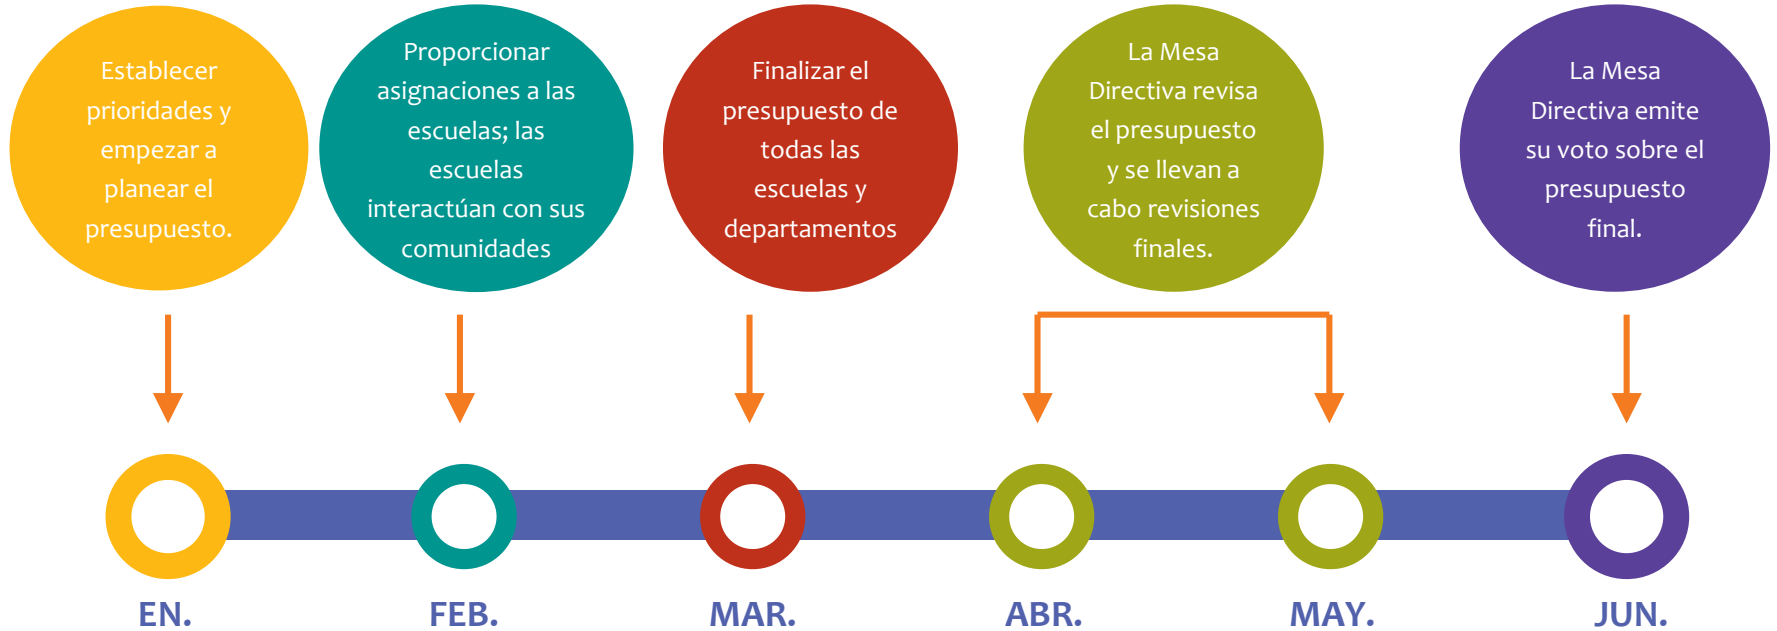 Establecer
prioridades y
empezar a
planear el
presupuesto.
Proporcionar
asignaciones a las
escuelas; las
escuelas
interactúan con sus
comunidades
Finalizar el
presupuesto de
todas las
escuelas y
departamentos
La Mesa
Directiva revisa
el presupuesto
y se llevan a
cabo revisiones
finales.
La Mesa
Directiva emite
su voto sobre el
presupuesto
final.
EN.
FEB.
MAR.
ABR.
MAY.
JUN.